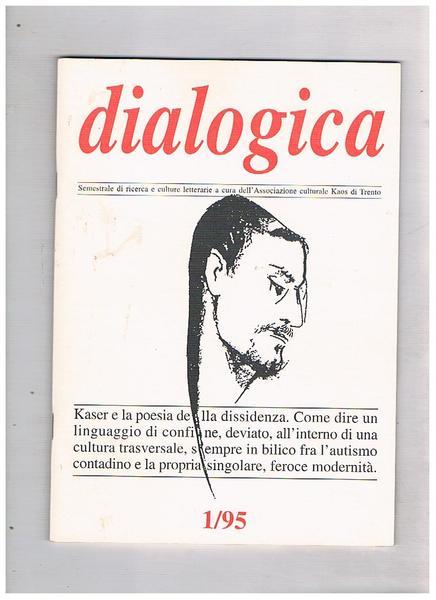 dialogica
Semestrale di ricerca e culture letterarie a cura dell'Associazione culturale Kaos di Trento
Kaser e la poesia della dissidenza. Come dire un
linguaggio di confine, deviato, all'interno di una
cultura trasversale, sempre in bilico fra l'autismo
contadino e la propria singolare, feroce modernità.
1/95